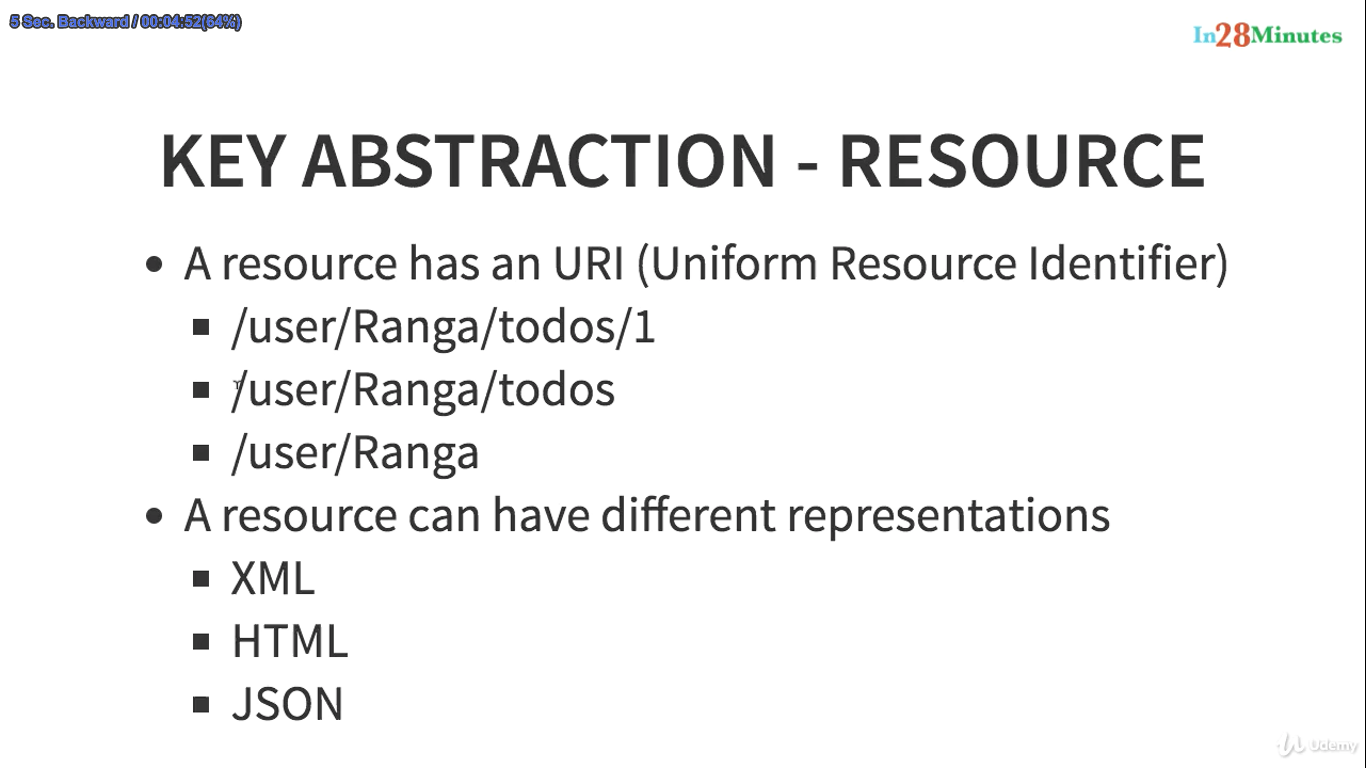 5 Sec. Backward / 00:04:52(64%)
In28Minutes
KEY ABSTRACTION - RESOURCE
• A resource has an URI (Uniform Resource Identifier)
▪ /user/Ranga/todos/1
▪ /user/Ranga/todos
▪ /user/Ranga
• A resource can have different representations
▪ XML
▪ HTML
▪ JSON
Udemy